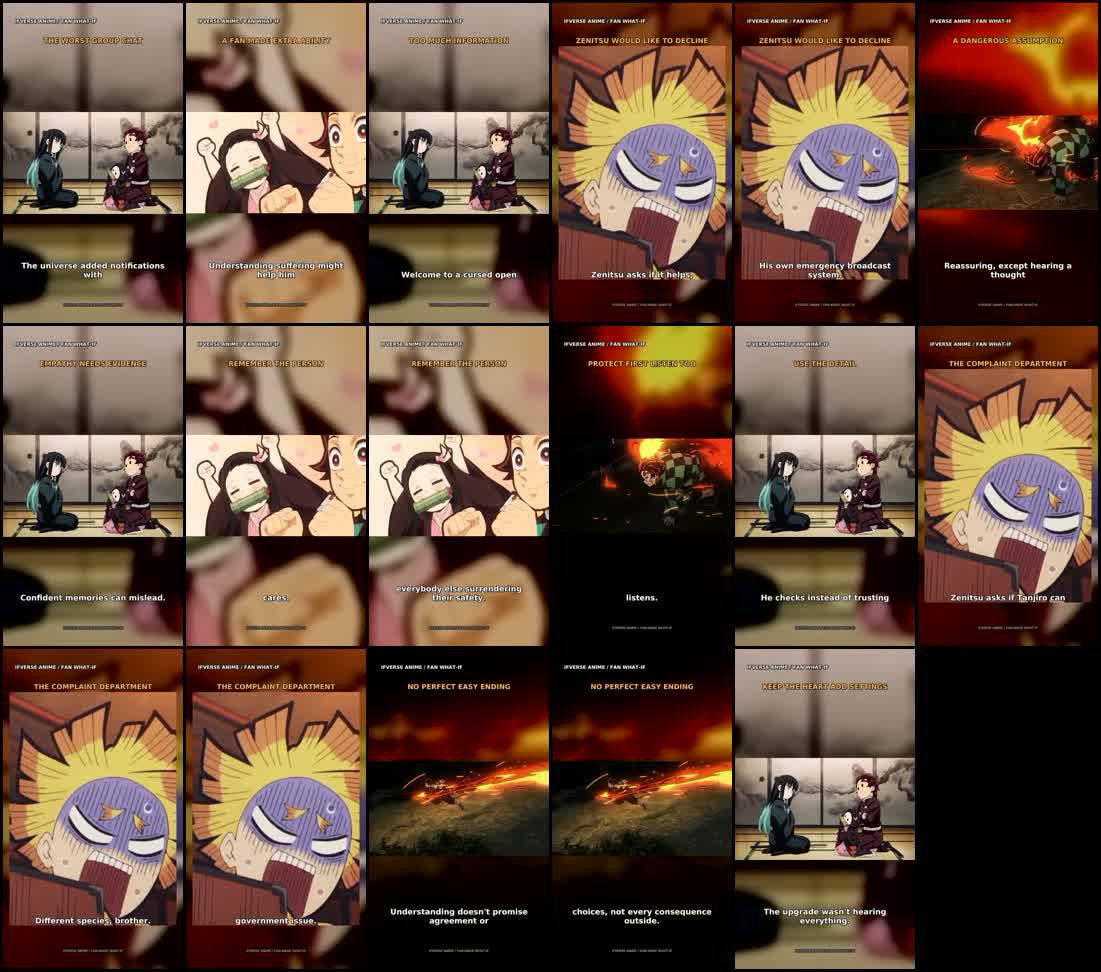 IFVERSE ANIME / FAN WHAT-IF
THE WORST GROUP CHAT
The universe added notifications
with
IFVERSE ANIME / FAN WHAT-IF
A FAN MADE EXTRA ABILITY
Understanding suffering might
help him
IFVERSE ANIME / FAN WHAT-IF
TOO MUCH INFORMATION
Welcome to a cursed open
IFVERSE ANIME / FAN WHAT-IF
ZENITSU WOULD LIKE TO DECLINE
Zenitsu asks if it helps,
IFVERSE ANIME / FAN WHAT-IF
ZENITSU WOULD LIKE TO DECLINE
His own emergency broadcast
system.
IFVERSE ANIME / FAN WHAT-IF
A DANGEROUS ASSUMPTION
Reassuring, except hearing a
thought
IFVERSE ANIME / FAN WHAT-IF
EMPATHY NEEDS EVIDENCE
Confident memories can mislead.
IFVERSE ANIME / FAN WHAT-IF
REMEMBER THE PERSON
cares.
IFVERSE ANIME / FAN WHAT-IF
REMEMBER THE PERSON
everybody else surrendering
their safety.
IFVERSE ANIME / FAN WHAT-IF
PROTECT FIRST LISTEN TOO
listens.
IFVERSE ANIME / FAN WHAT-IF
USE THE DETAIL
He checks instead of trusting
IFVERSE ANIME / FAN WHAT-IF
THE COMPLAINT DEPARTMENT
Zenitsu asks if Tanjiro can
IFVERSE ANIME / FAN WHAT-IF
THE COMPLAINT DEPARTMENT
Different species, brother.
IFVERSE ANIME / FAN WHAT-IF
THE COMPLAINT DEPARTMENT
government issue.
IFVERSE ANIME / FAN WHAT-IF
NO PERFECT EASY ENDING
Understanding doesn't promise
agreement or
IFVERSE ANIME / FAN WHAT-IF
NO PERFECT EASY ENDING
choices, not every consequence
outside.
IFVERSE ANIME / FAN WHAT-IF
KEEP THE HEART ADD SETTINGS
The upgrade wasn't hearing
everything.